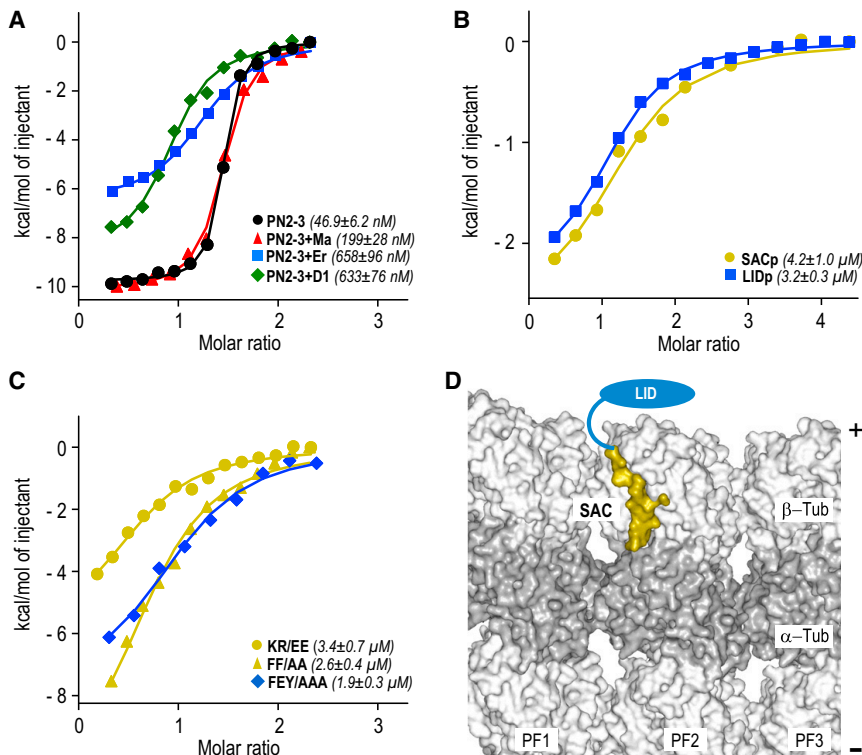 A
kcal/mol of injectant
0
- 2
- 4
- 6
- 8
- 10
0
1
2
3
Molar ratio
PN2-3 (46.9±6.2 nM)
PN2-3+Ma (199±28 nM)
PN2-3+Er (658±96 nM)
PN2-3+D1 (633±76 nM)
B
kcal/mol of injectant
0
- 1
- 2
0
1
2
3
4
Molar ratio
SACp (4.2±1.0 µM)
LIDp (3.2±0.3 µM)
C
kcal/mol of injectant
0
- 2
- 4
- 6
- 8
0
1
2
3
Molar ratio
KR/EE (3.4±0.7 µM)
FF/AA (2.6±0.4 µM)
FEY/AAA (1.9±0.3 µM)
D
LID
+
SAC
β–Tub
α–Tub
PF1
PF2
PF3
–